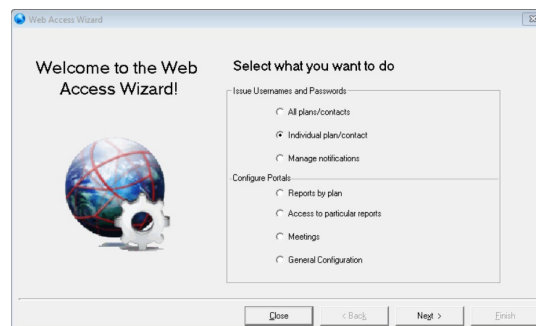 Web Access Wizard
Welcome to the Web
Access Wizard!
Select what you want to do
Issue Usernames and Passwords
All plans/contacts
Individual plan/contact
Manage notifications
Configure Portals
Reports by plan
Access to particular reports
Meetings
General Configuration
Close
< Back
Next >
Finish